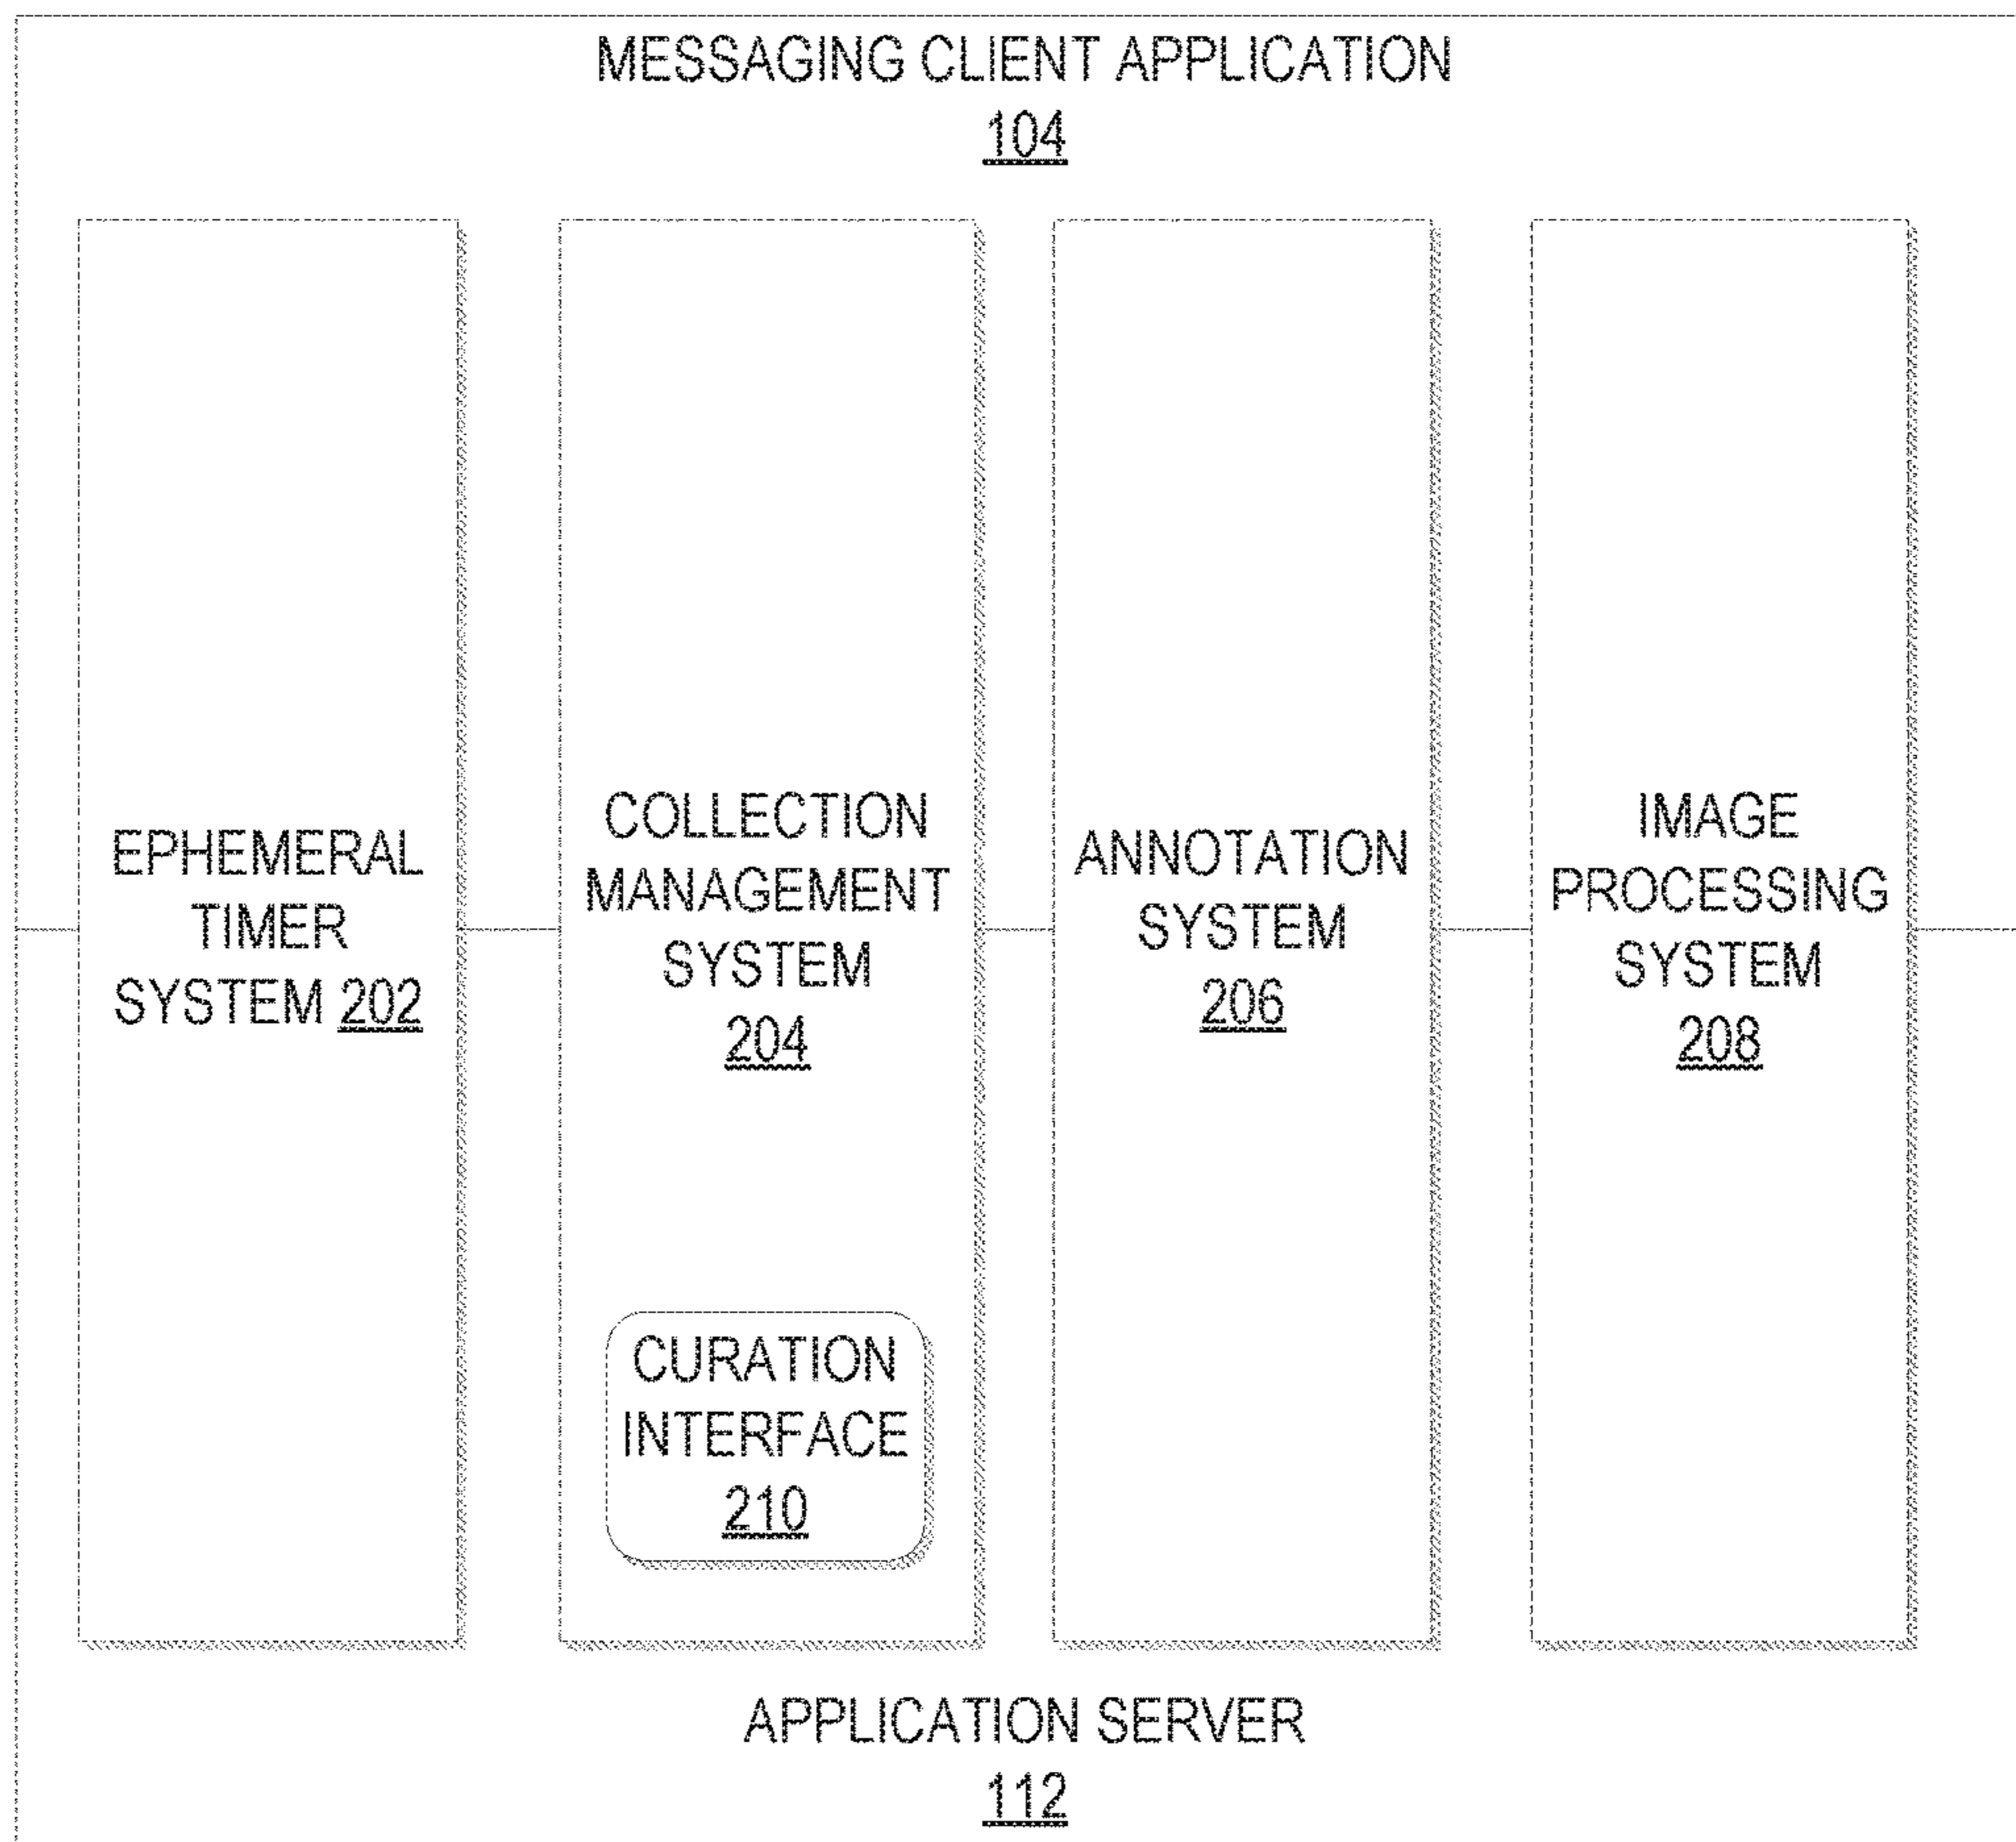 MESSAGING CLIENT APPLICATION
104
EPHEMERAL
TIMER
SYSTEM 202
COLLECTION
MANAGEMENT
SYSTEM
204
CURATION
INTERFACE
210
ANNOTATION
SYSTEM
206
IMAGE
PROCESSING
SYSTEM
208
APPLICATION SERVER
112